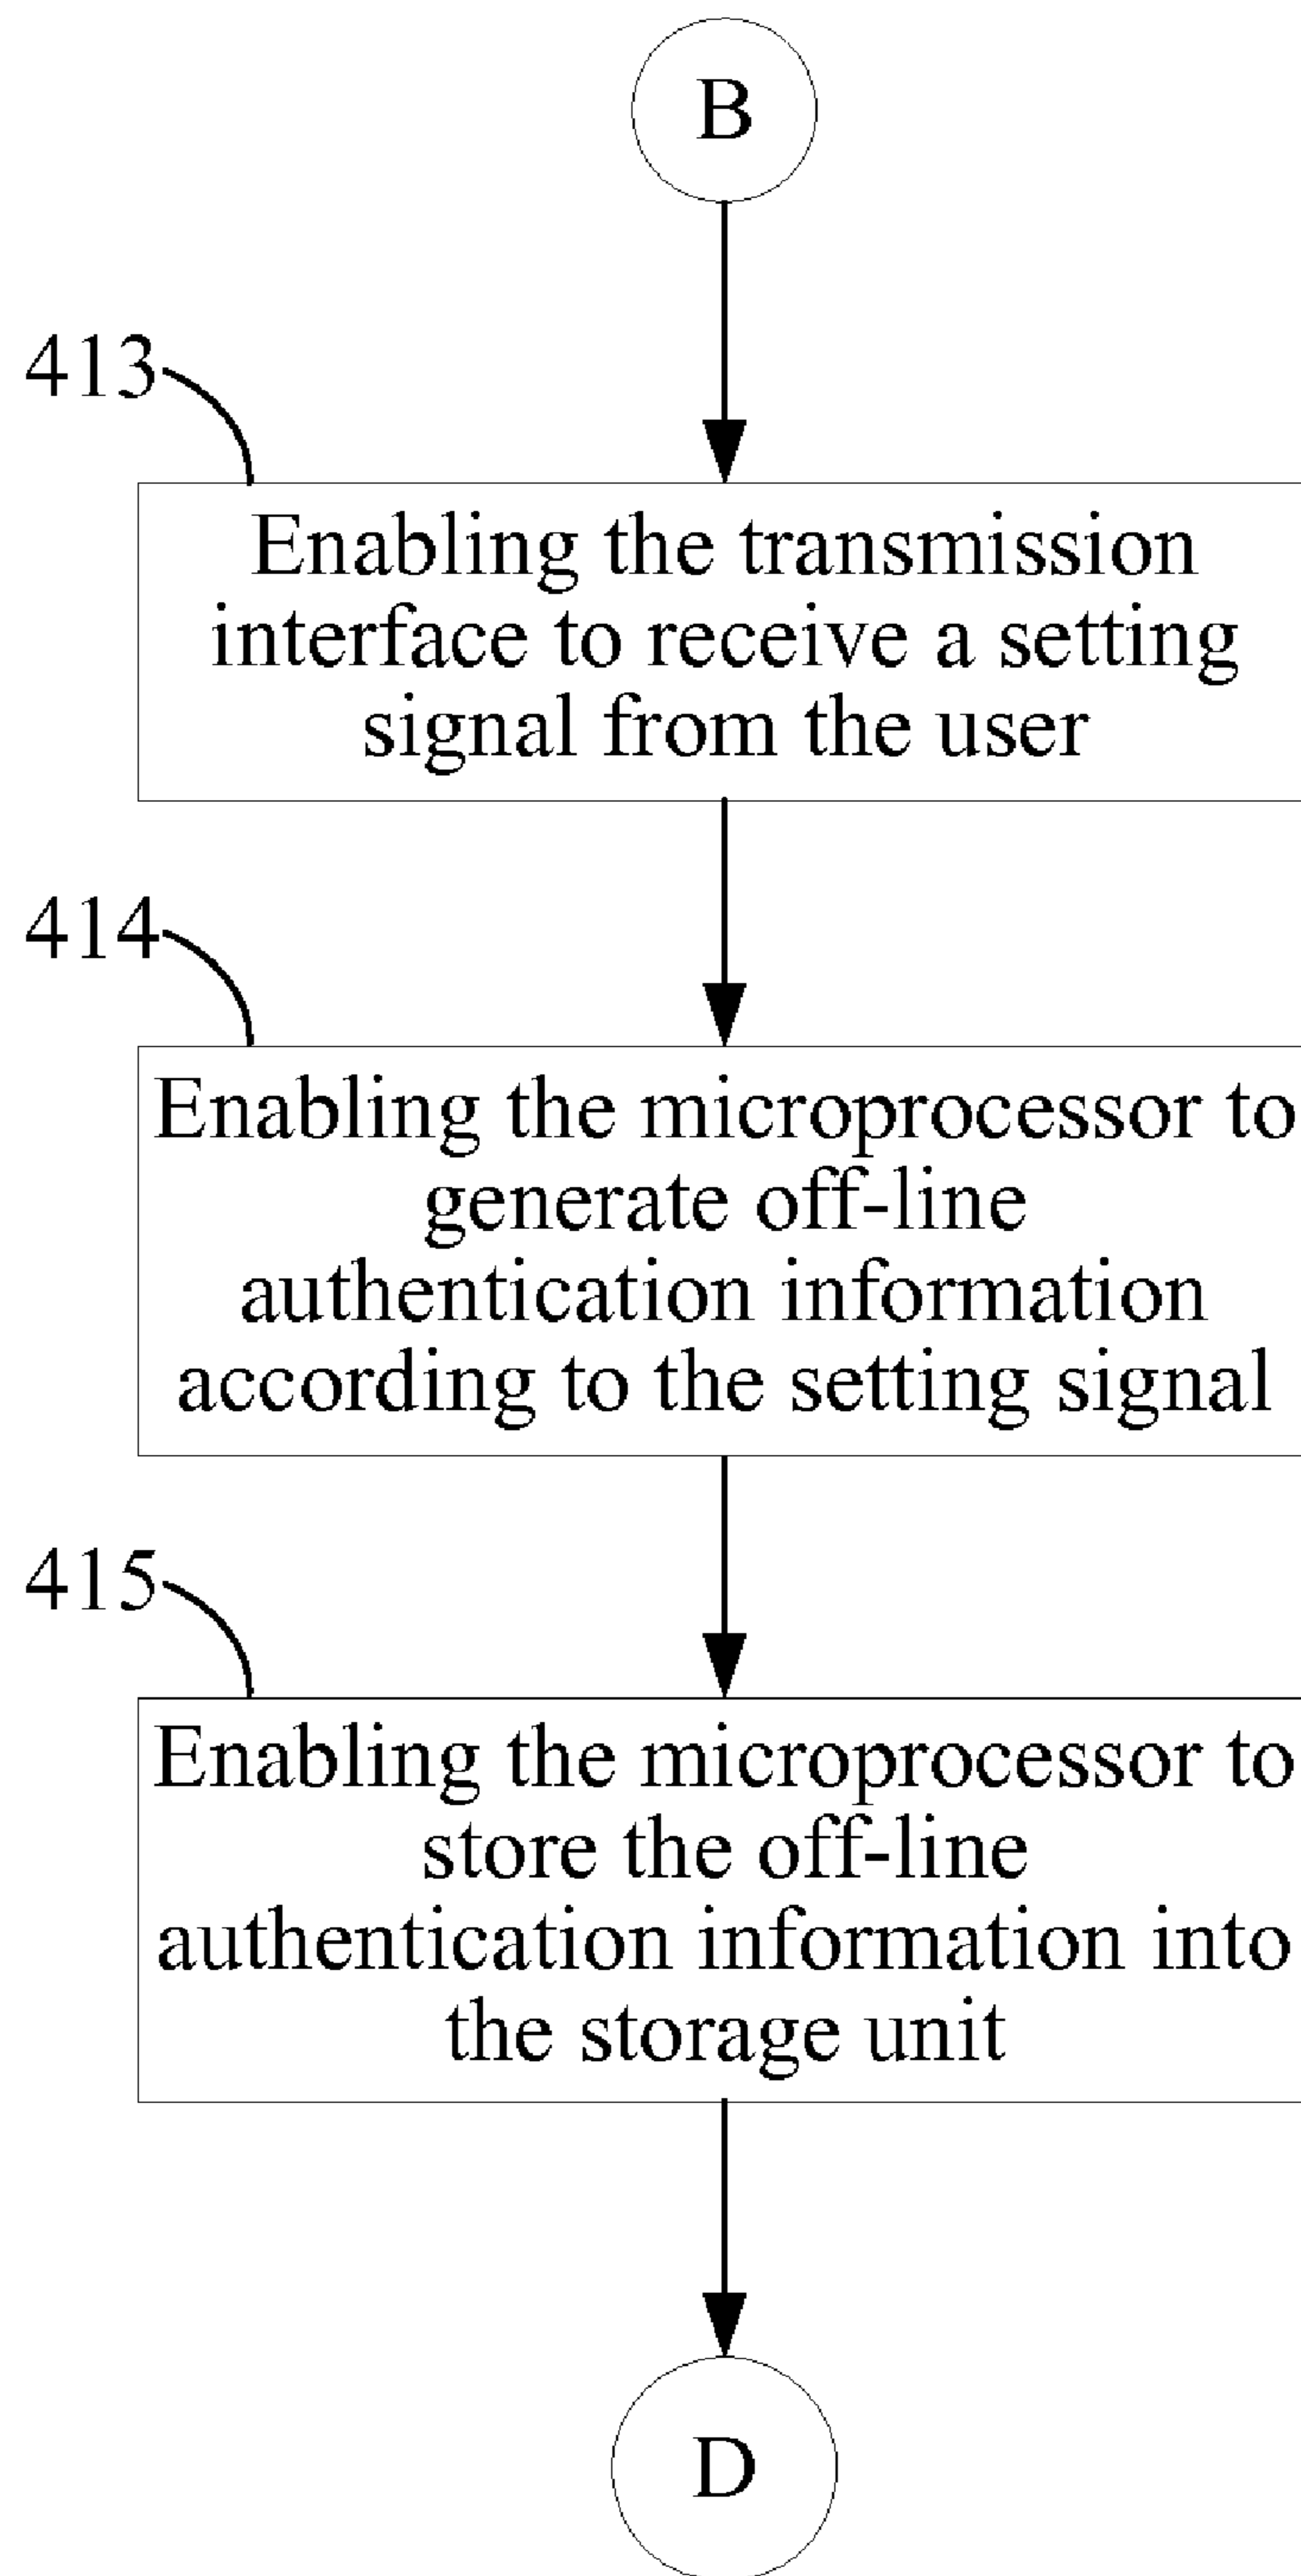 B
413
Enabling the transmission
interface to receive a setting
signal from the user
414
Enabling the microprocessor to
generate off-line
authentication information
according to the setting signal
415
Enabling the microprocessor to
store the off-line
authentication information into
the storage unit
D